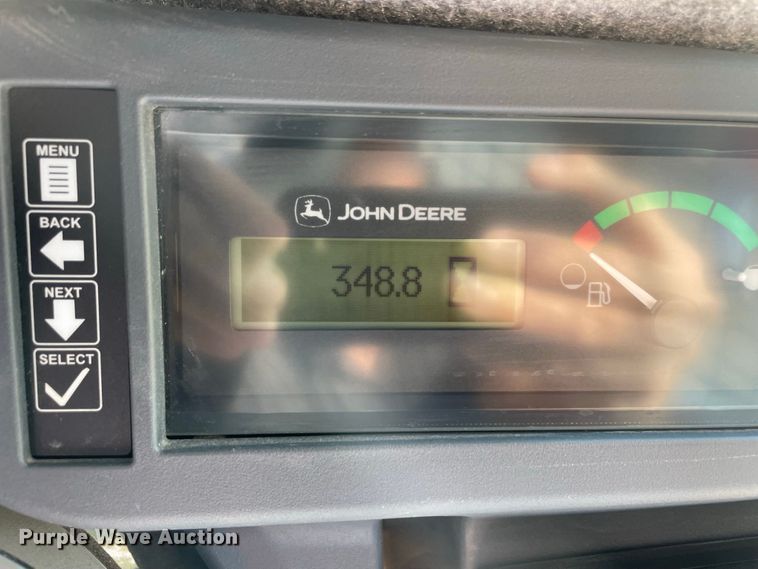 MENU
BACK
NEXT
SELECT
JOHN DEERE
348.8
Purple Wave Auction